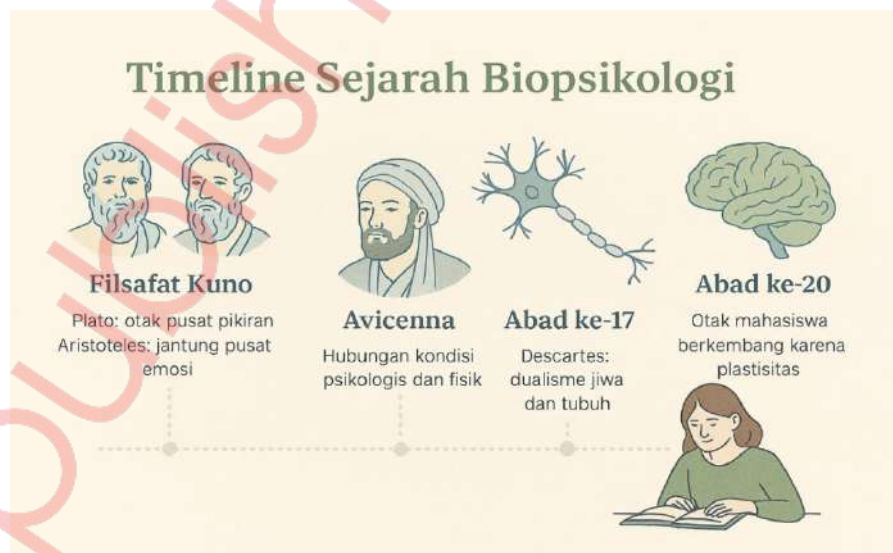 Timeline Sejarah Biopsikologi
Filsafat Kuno
Plato: otak pusat pikiran
Aristoteles: jantung pusat
emosi
Avicenna
Hubungan kondisi
psikologis dan fisik
Abad ke-17
Descartes:
dualisme jiwa
dan tubuh
Abad ke-20
Otak mahasiswa
berkembang karena
plastisitas
publish